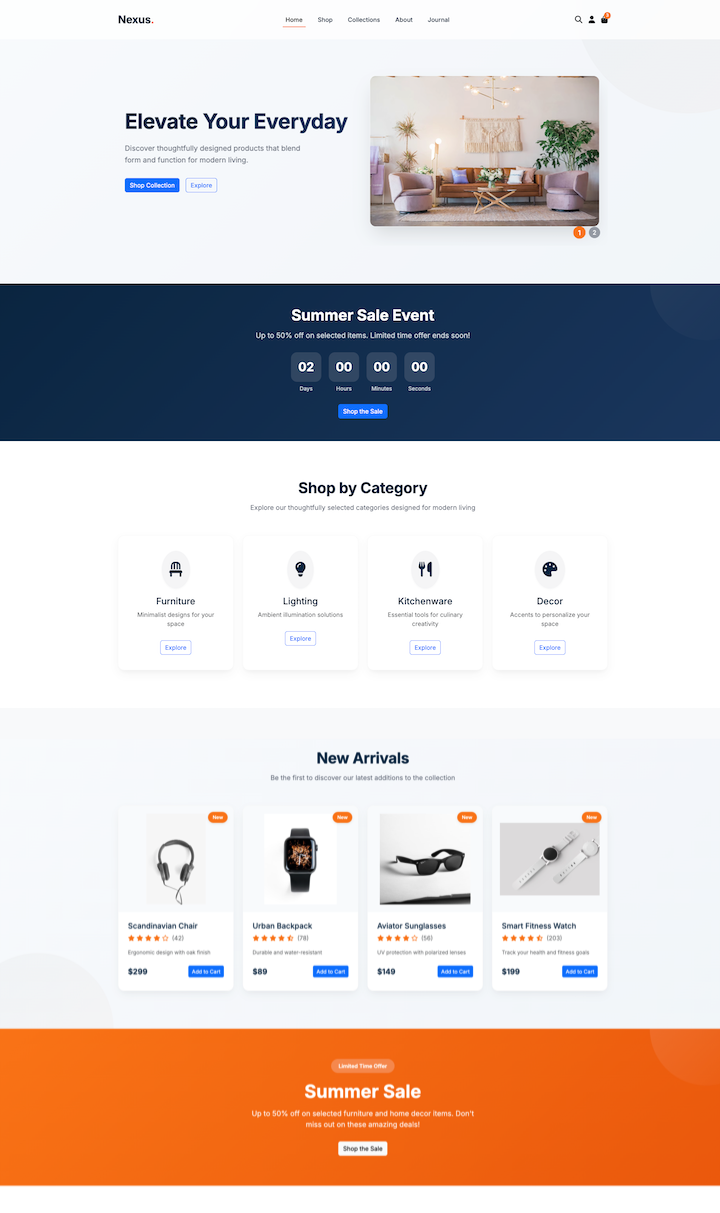 Nexus.
Home Shop Collections About Journal
3
Elevate Your Everyday
Discover thoughtfully designed products that blend
form and function for modern living.
Shop Collection Explore
1 2
Summer Sale Event
Up to 50% off on selected items. Limited time offer ends soon!
02 00 00 00
Days Hours Minutes Seconds
Shop the Sale
Shop by Category
Explore our thoughtfully selected categories designed for modern living
Furniture
Minimalist designs for your
space
Explore
Lighting
Ambient illumination solutions
Explore
Kitchenware
Essential tools for culinary
creativity
Explore
Decor
Accents to personalize your
space
Explore
New Arrivals
Be the first to discover our latest additions to the collection
New
Scandinavian Chair
(42)
Ergonomic design with oak finish
$299 Add to Cart
New
Urban Backpack
(78)
Durable and water-resistant
$89 Add to Cart
New
Aviator Sunglasses
(56)
UV protection with polarized lenses
$149 Add to Cart
New
Smart Fitness Watch
(203)
Track your health and fitness goals
$199 Add to Cart
Limited Time Offer
Summer Sale
Up to 50% off on selected furniture and home decor items. Don't
miss out on these amazing deals!
Shop the Sale